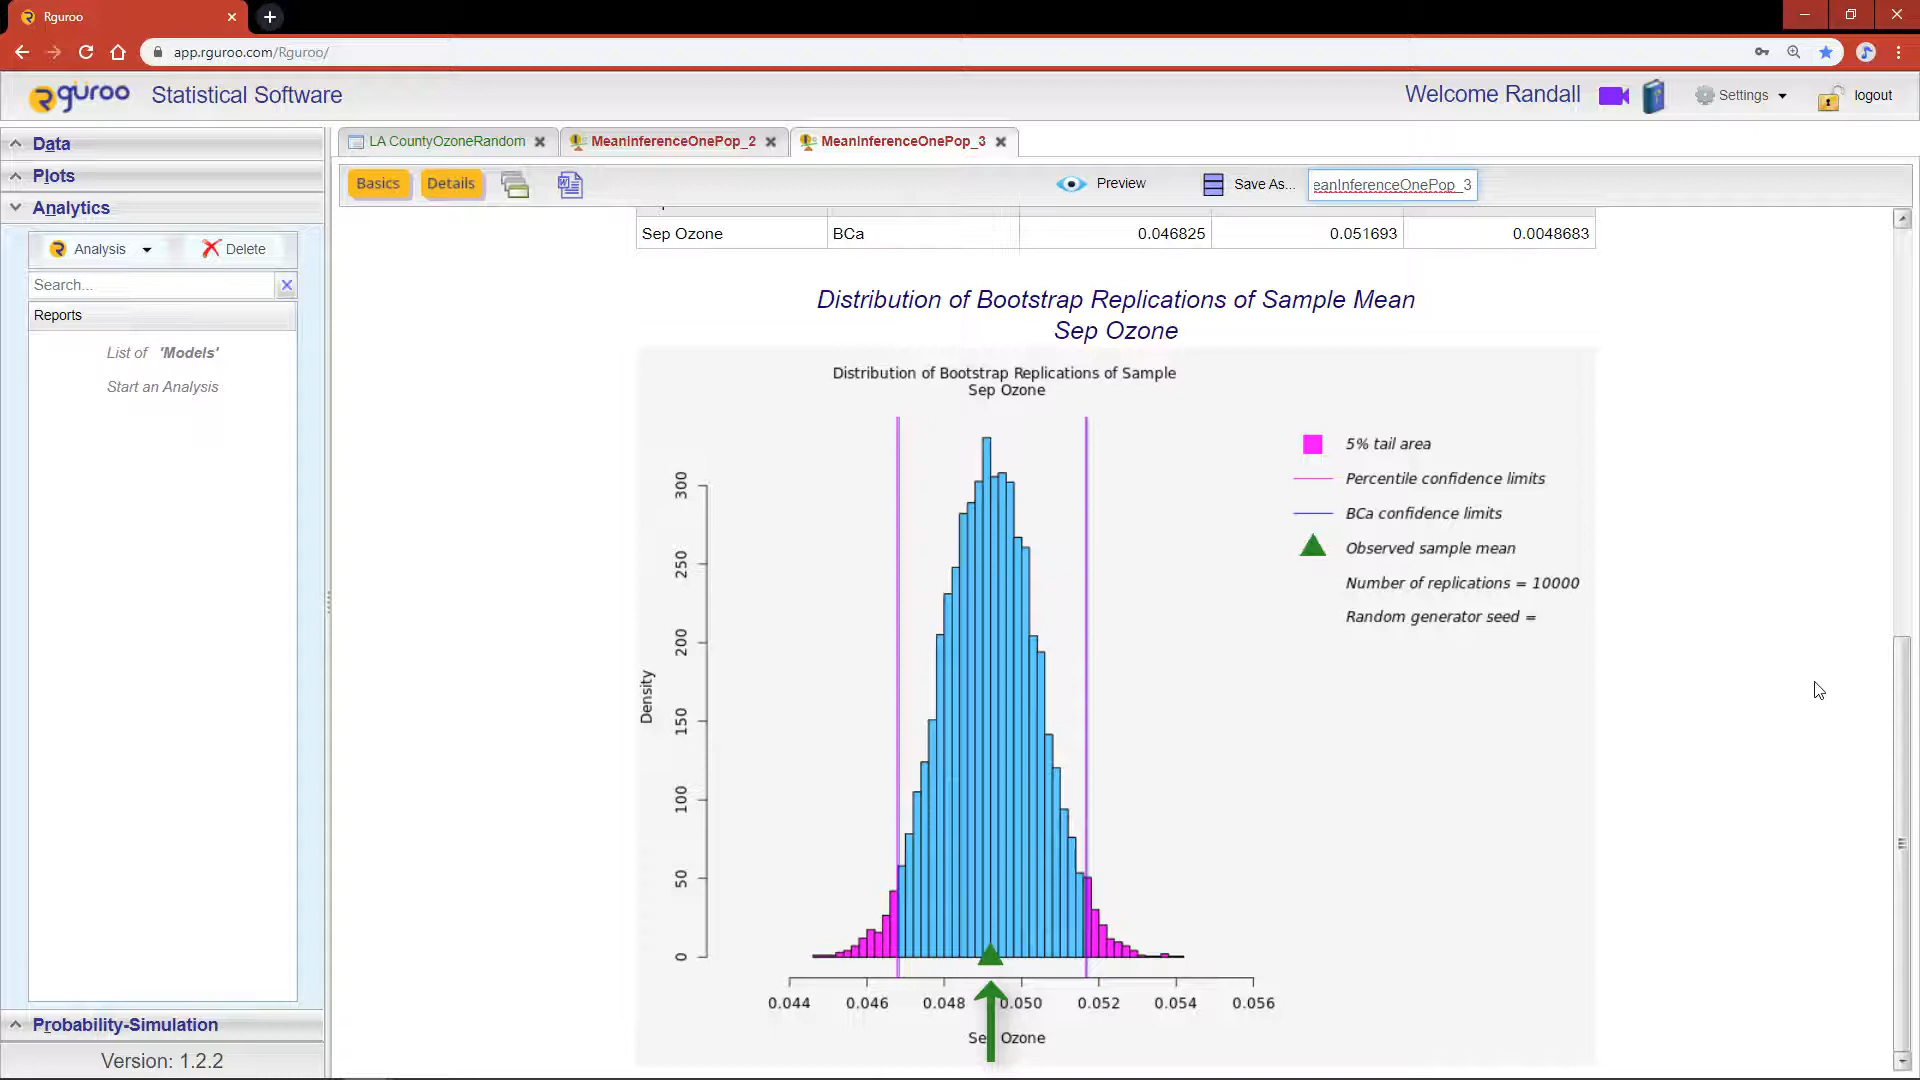 Rguroo
app.rguroo.com/Rguroo/
Rguroo Statistical Software
Welcome Randall
Settings
logout
Data
Plots
Analytics
Analysis
Delete
Search...
Reports
List of 'Models'
Start an Analysis
Probability-Simulation
Version: 1.2.2
LA CountyOzoneRandom
MeanInferenceOnePop_2
MeanInferenceOnePop_3
Basics
Details
Preview
Save As...
eanInferenceOnePop_3
Sep Ozone BCa 0.046825 0.051693 0.0048683
Distribution of Bootstrap Replications of Sample Mean
Sep Ozone
Distribution of Bootstrap Replications of Sample
Sep Ozone
5% tail area
Percentile confidence limits
BCa confidence limits
Observed sample mean
Number of replications = 10000
Random generator seed =
Density
300
250
200
150
100
50
0
0.044 0.046 0.048 0.050 0.052 0.054 0.056
Sep Ozone